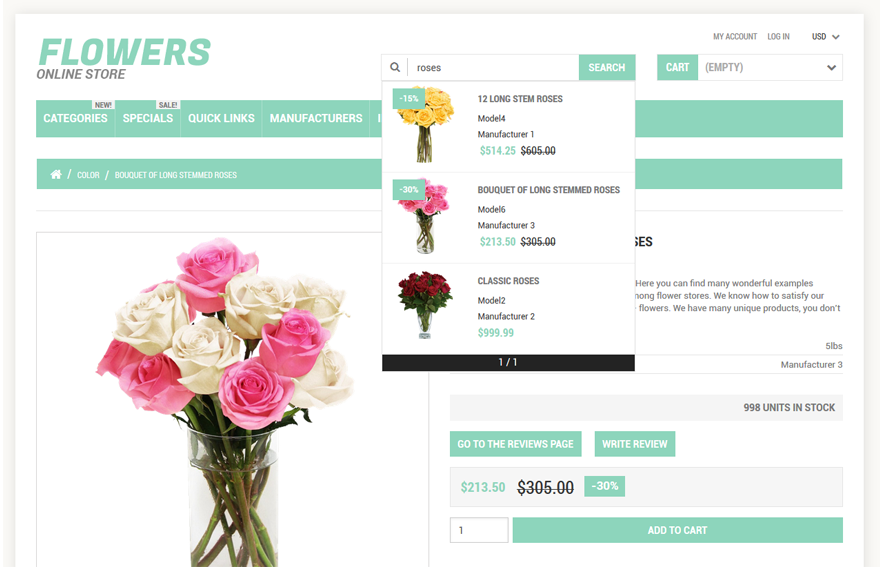 MY ACCOUNT LOG IN USD
FLOWERS
ONLINE STORE
roses SEARCH
CART (EMPTY)
NEW! SALE!
CATEGORIES SPECIALS QUICK LINKS MANUFACTURERS
/ COLOR / BOUQUET OF LONG STEMMED ROSES
-15%
12 LONG STEM ROSES
Model4
Manufacturer 1
$514.25 $605.00
-30%
BOUQUET OF LONG STEMMED ROSES
Model6
Manufacturer 3
$213.50 $305.00
CLASSIC ROSES
Model2
Manufacturer 2
$999.99
1 / 1
Here you can find many wonderful examples
flower stores. We know how to satisfy our
flowers. We have many unique products, you don't
5lbs
Manufacturer 3
998 UNITS IN STOCK
GO TO THE REVIEWS PAGE WRITE REVIEW
$213.50 $305.00 -30%
1 ADD TO CART